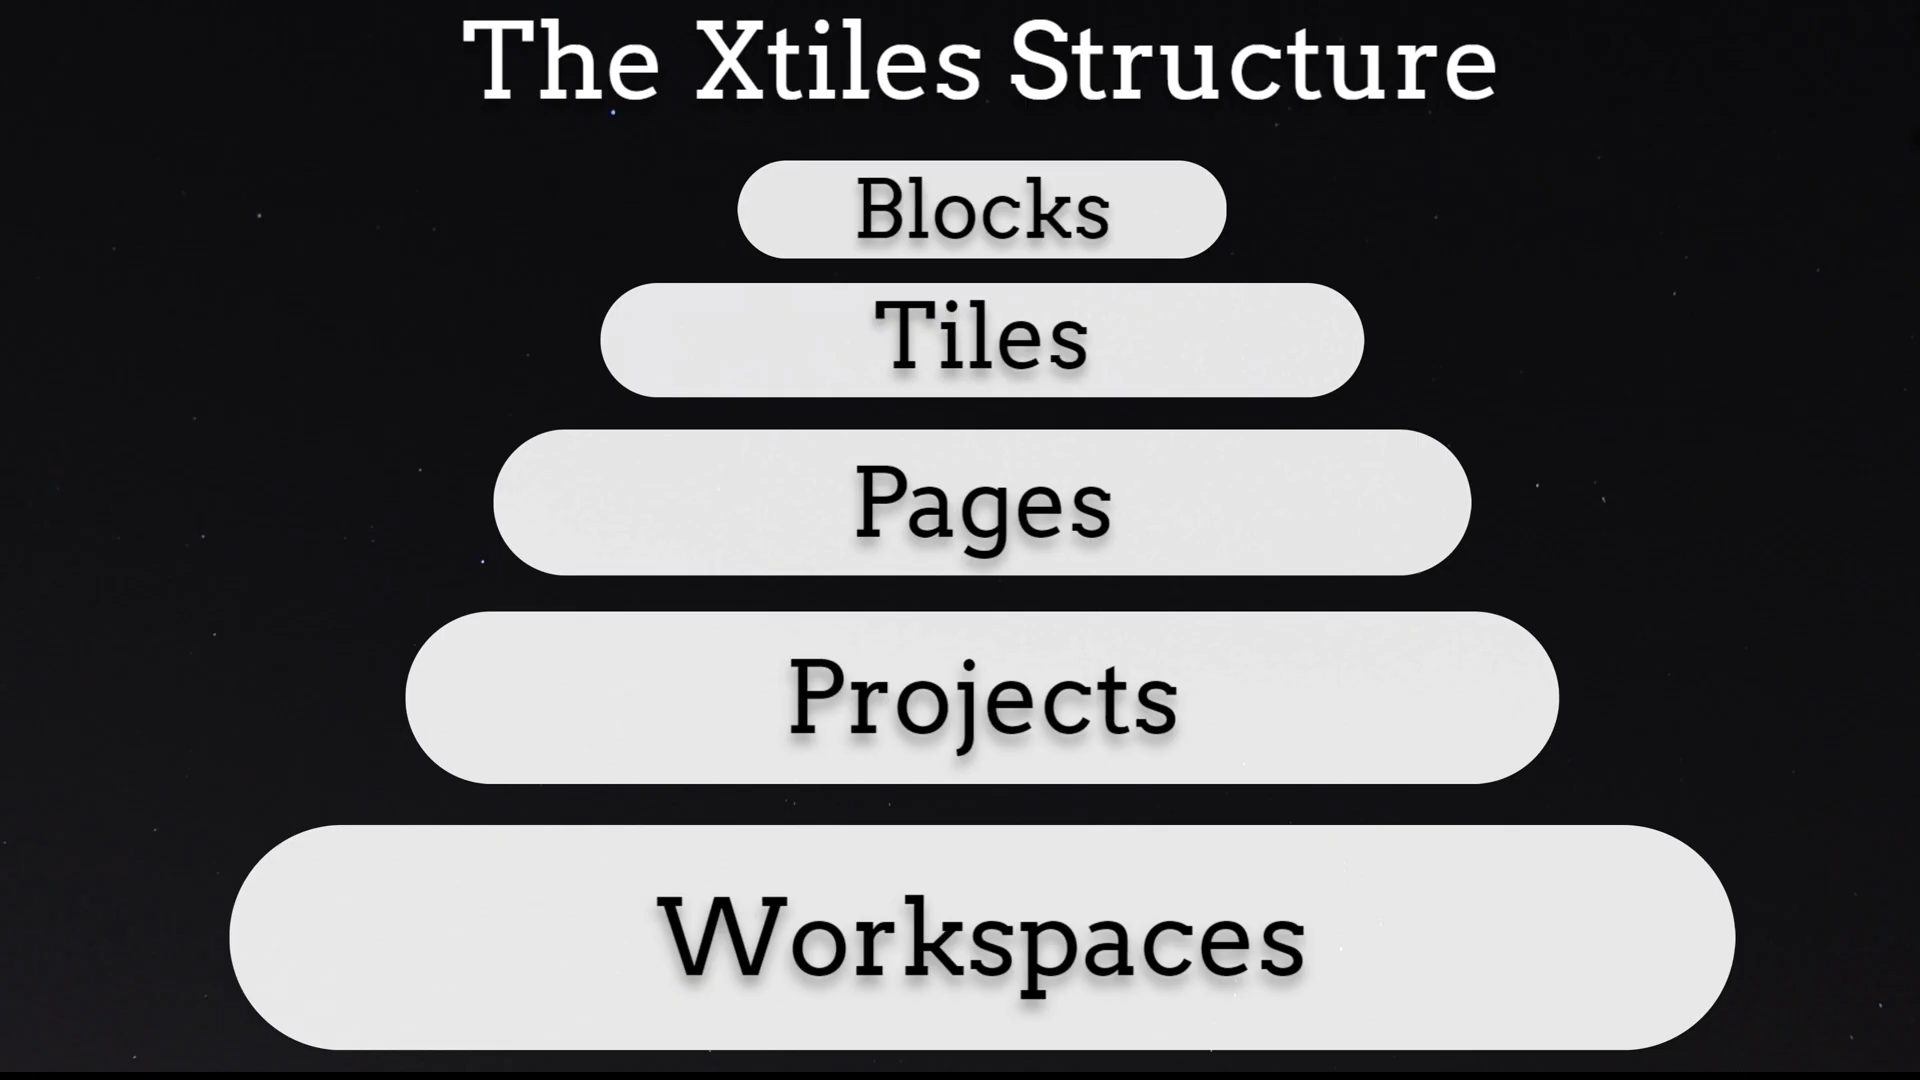 The Xtiles Structure
Blocks
Tiles
Pages
Projects
Workspaces